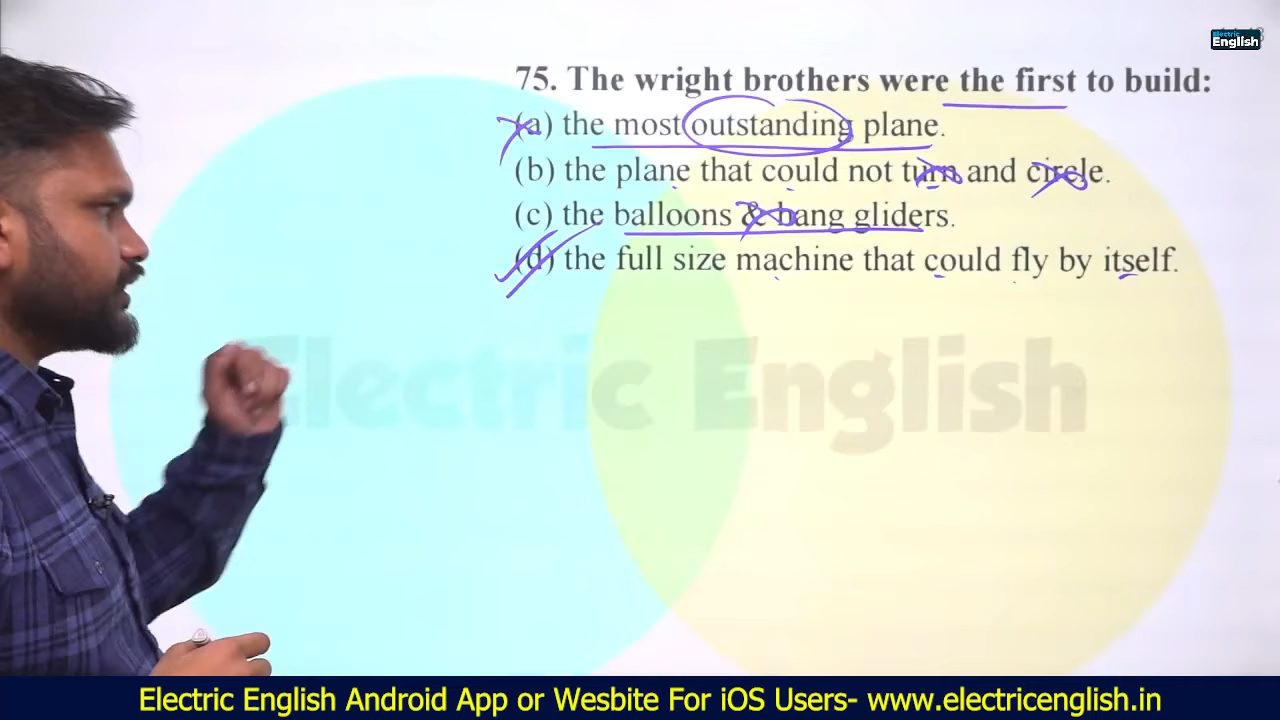 Electric
English
75. The wright brothers were the first to build:
(a) the most outstanding plane.
(b) the plane that could not turn and circle.
(c) the balloons & hang gliders.
(d) the full size machine that could fly by itself.
Electric English
Electric English Android App or Wesbite For iOS Users- www.electricenglish.in